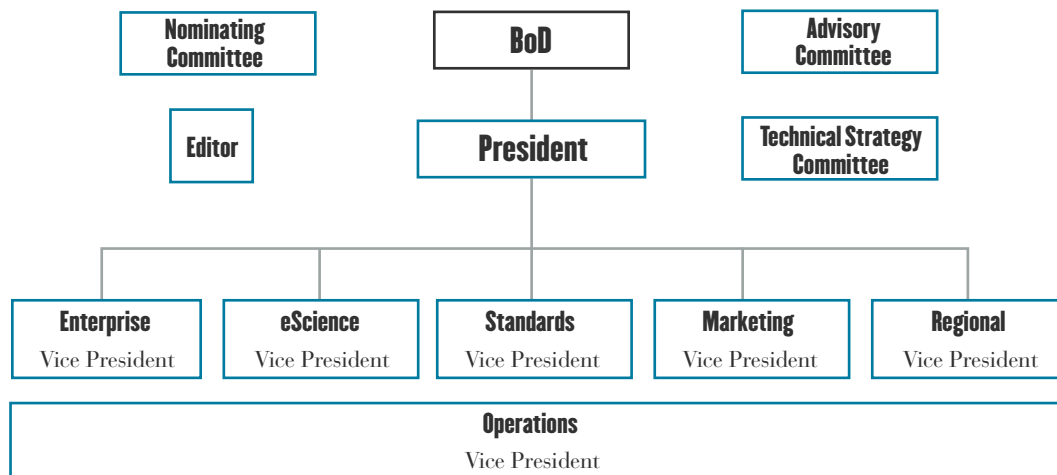 Nominating
Committee
BoD
Advisory
Committee
Editor
President
Technical Strategy
Committee
Enterprise
Vice President
eScience
Vice President
Standards
Vice President
Marketing
Vice President
Regional
Vice President
Operations
Vice President